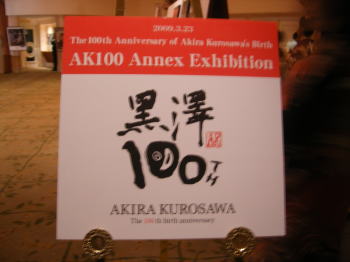 2009.3.23
The 100th Anniversary of Akira Kurosawa's Birth
AK100 Annex Exhibition
黒澤
100TH
AKIRA KUROSAWA
The 100th birth anniversary